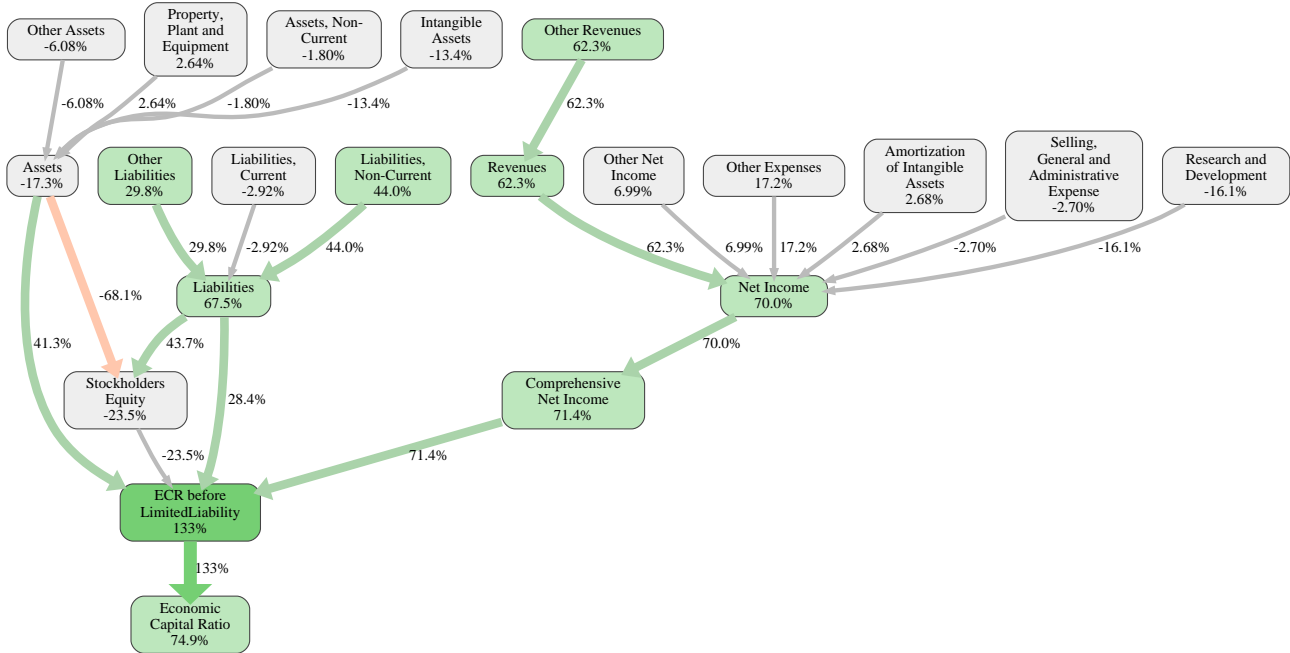 Other Assets
-6.08%
Property,
Plant and
Equipment
2.64%
Assets, Non-
Current
-1.80%
Intangible
Assets
-13.4%
Other Revenues
62.3%
-6.08%
2.64%
-1.80%
-13.4%
62.3%
Assets
-17.3%
Other
Liabilities
29.8%
Liabilities,
Current
-2.92%
Liabilities,
Non-Current
44.0%
Revenues
62.3%
Other Net
Income
6.99%
Other Expenses
17.2%
Amortization
of Intangible
Assets
2.68%
Selling,
General and
Administrative
Expense
-2.70%
Research and
Development
-16.1%
29.8%
-2.92%
44.0%
62.3%
6.99%
17.2%
2.68%
-2.70%
-16.1%
-68.1%
Liabilities
67.5%
Net Income
70.0%
41.3%
43.7%
70.0%
Stockholders
Equity
-23.5%
28.4%
Comprehensive
Net Income
71.4%
-23.5%
71.4%
ECR before
LimitedLiability
133%
133%
Economic
Capital Ratio
74.9%